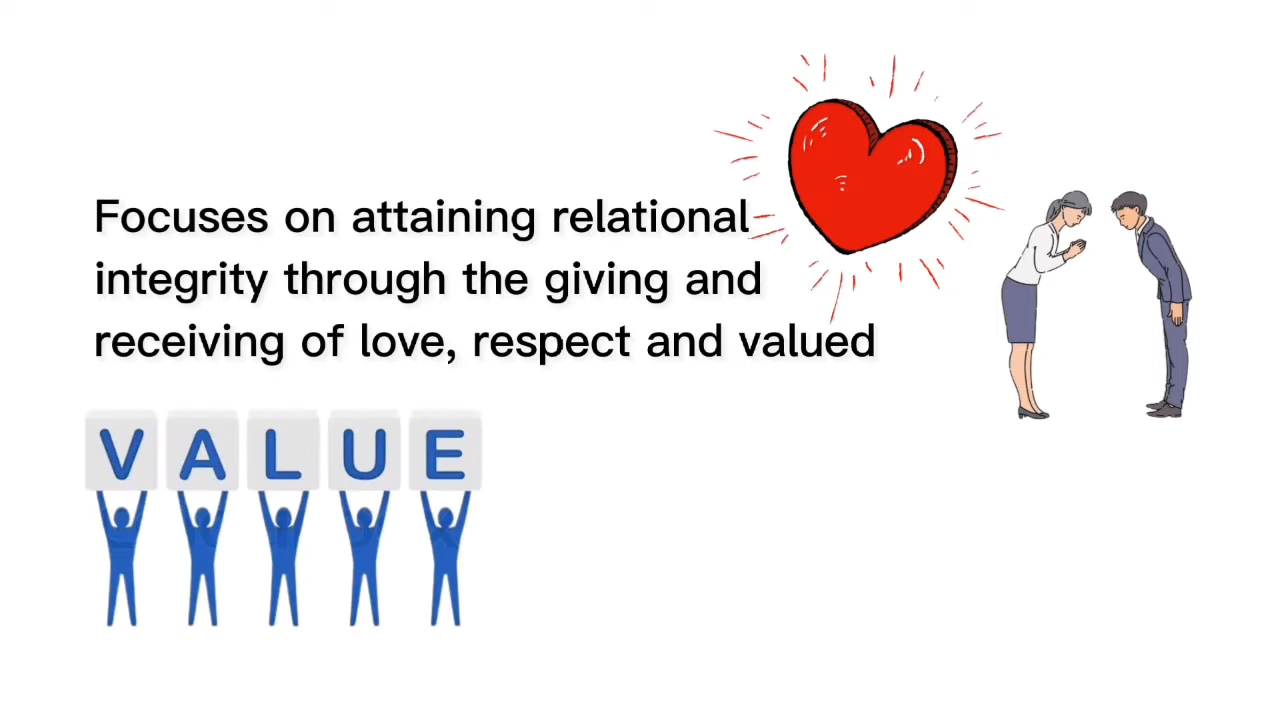 Focuses on attaining relational
integrity through the giving and
receiving of love, respect and valued
VALUE